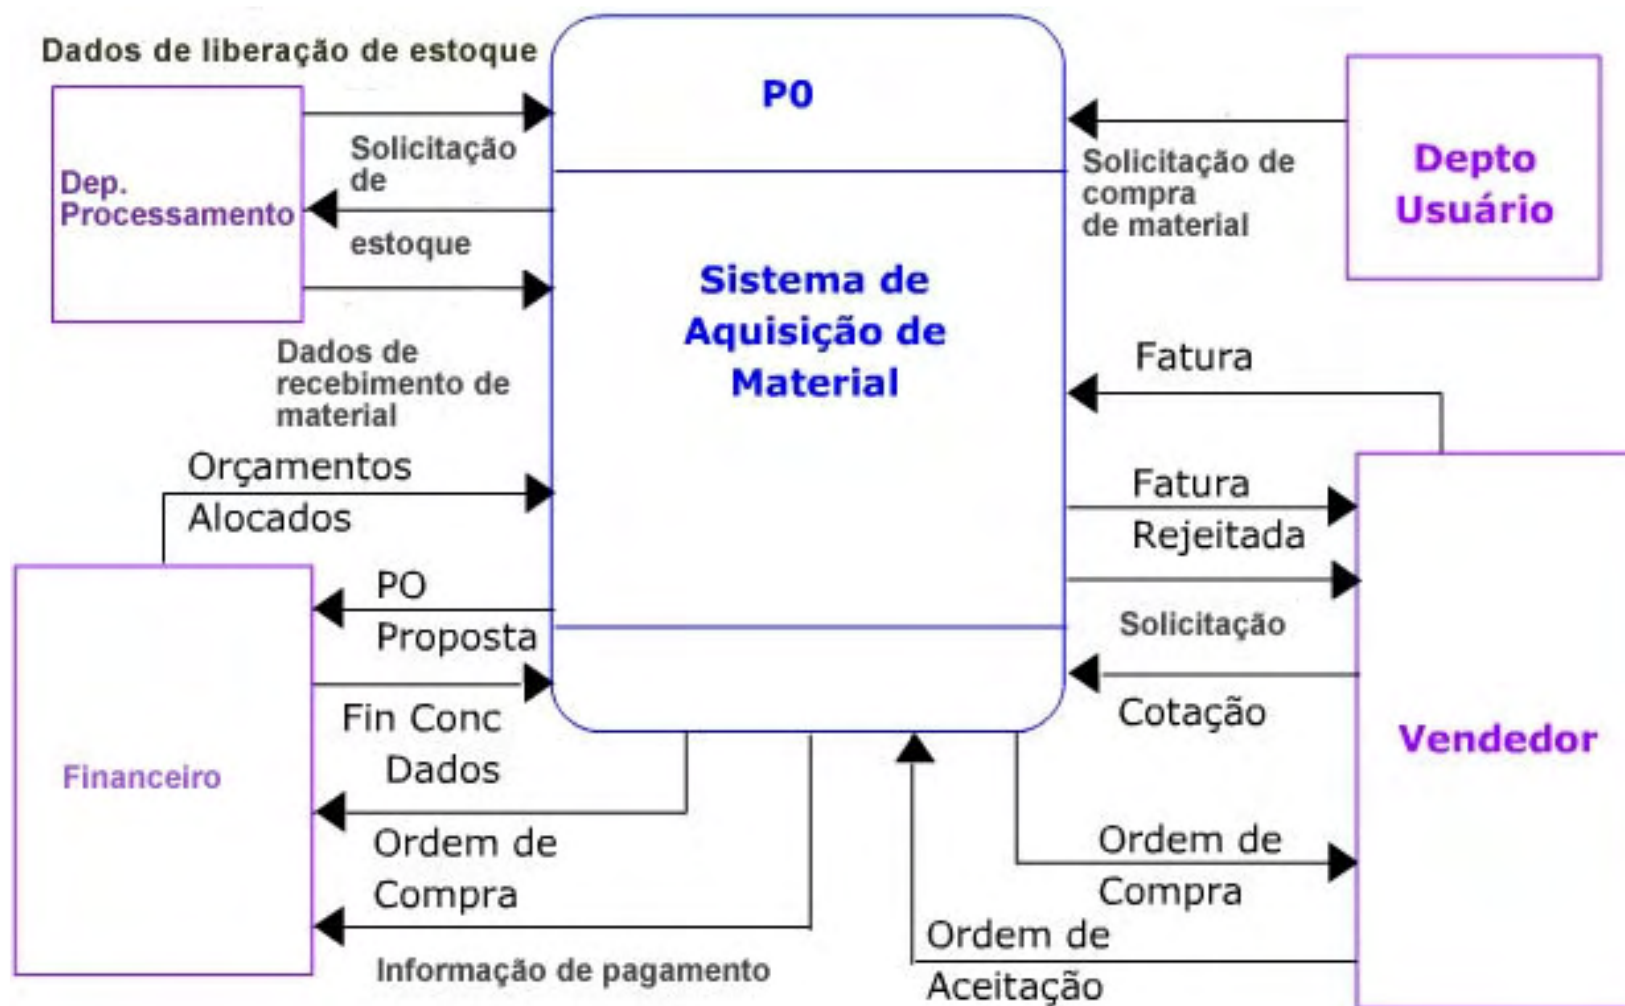 Dados de liberação de estoque
P0
Solicitação
de
estoque
Dep.
Processamento
Solicitação de
compra
de material
Depto
Usuário
Sistema de
Aquisição de
Material
Dados de
recebimento de
material
Fatura
Orçamentos
Alocados
Fatura
Rejeitada
PO
Proposta
Solicitação
Fin Conc
Dados
Cotação
Financeiro
Vendedor
Ordem de
Compra
Ordem de
Compra
Ordem de
Aceitação
Informação de pagamento